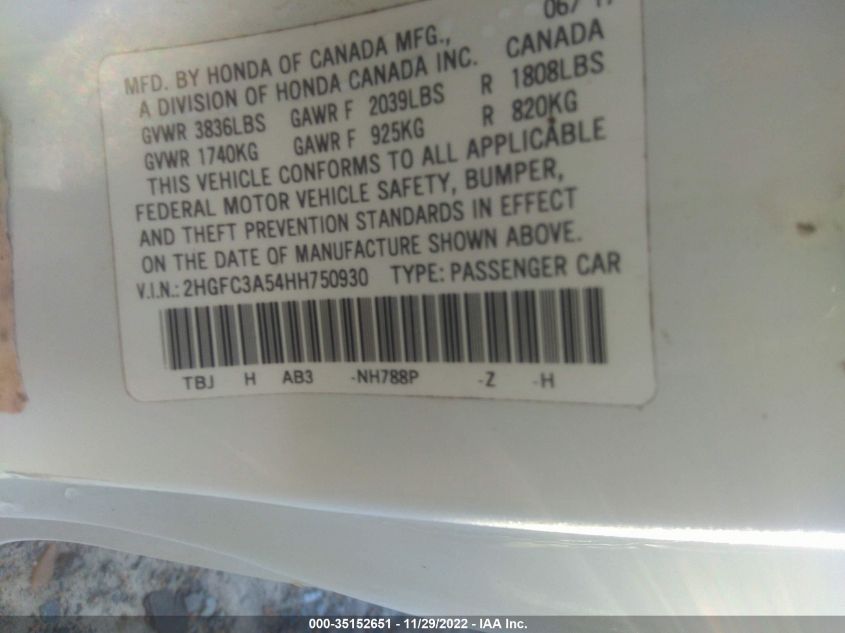 06/17
MFD. BY HONDA OF CANADA MFG.,
A DIVISION OF HONDA CANADA INC. CANADA
GVWR 3836LBS GAWR F 2039LBS R 1808LBS
GVWR 1740KG GAWR F 925KG R 820KG
THIS VEHICLE CONFORMS TO ALL APPLICABLE
FEDERAL MOTOR VEHICLE SAFETY, BUMPER,
AND THEFT PREVENTION STANDARDS IN EFFECT
ON THE DATE OF MANUFACTURE SHOWN ABOVE.
V.I.N.: 2HGFC3A54HH750930 TYPE: PASSENGER CAR
TBJ H AB3 -NH788P -Z -H
000-35152651 - 11/29/2022 - IAA Inc.